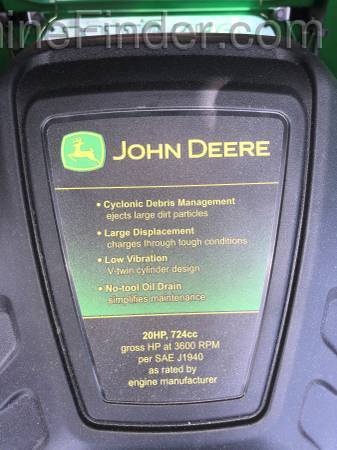 hineFinder.com
JOHN DEERE
• Cyclonic Debris Management
ejects large dirt particles
• Large Displacement
charges through tough conditions
• Low Vibration
V-twin cylinder design
• No-tool Oil Drain
simplifies maintenance
20HP, 724cc
gross HP at 3600 RPM
per SAE J1940
as rated by
engine manufacturer